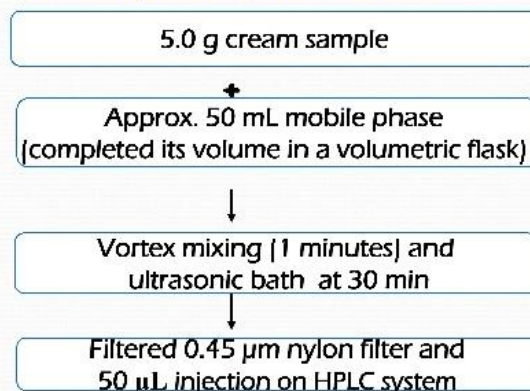 5.0 g cream sample
+
Approx. 50 mL mobile phase
(completed its volume in a volumetric flask)
Vortex mixing (1 minutes) and
ultrasonic bath at 30 min
Filtered 0.45 µm nylon filter and
50 µL injection on HPLC system